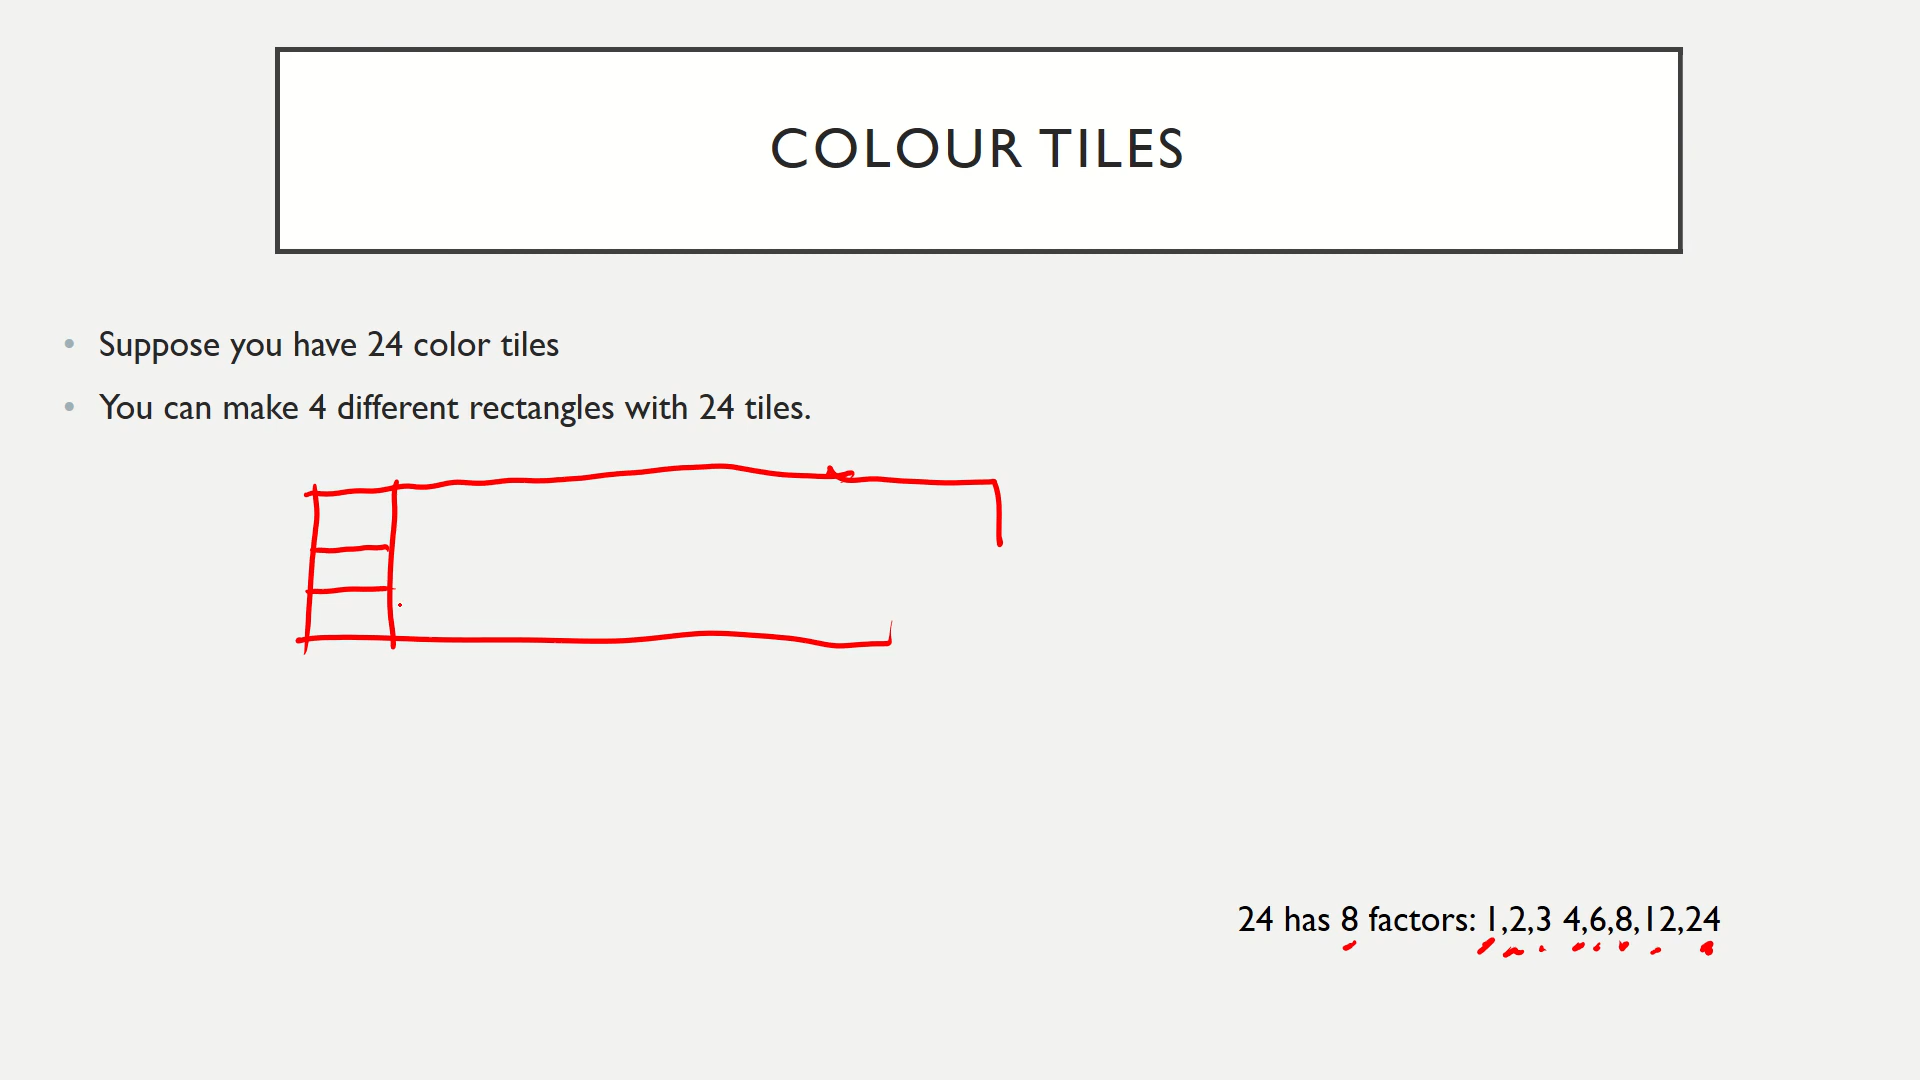 COLOUR TILES
• Suppose you have 24 color tiles
• You can make 4 different rectangles with 24 tiles.
24 has 8 factors: 1,2,3 4,6,8,12,24